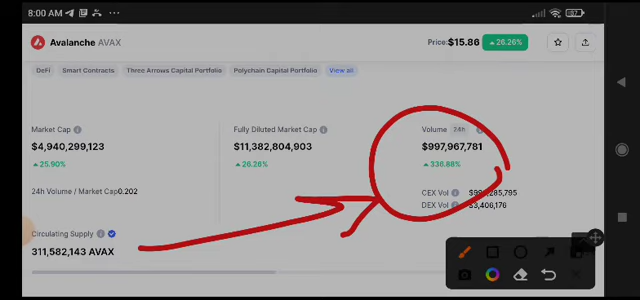 8:00 AM
67
Avalanche AVAX
Price: $15.86 ▲ 26.26%
DeFi Smart Contracts Three Arrows Capital Portfolio Polychain Capital Portfolio View all
Market Cap Fully Diluted Market Cap Volume 24h
$4,940,299,123 $11,382,804,903 $997,967,781
▲ 25.90% ▲ 26.26% ▲ 336.88%
24h Volume / Market Cap 0.202
CEX Vol
DEX Vol $3,406,176
Circulating Supply
311,582,143 AVAX